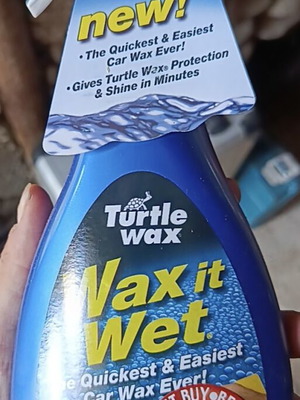 new!
• The Quickest & Easiest
Car Wax Ever!
• Gives Turtle Wax® Protection
& Shine in Minutes
Turtle
wax
Wax it
Wet
Quickest & Easiest
Car Wax Ever!
BUY